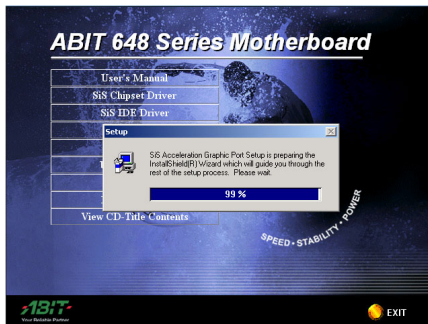 ABIT 648 Series Motherboard
User's Manual
SiS Chipset Driver
SiS IDE Driver
Setup
SiS Acceleration Graphic Port Setup is preparing the
InstallShield(R) Wizard which will guide you through the
rest of the setup process. Please wait.
99 %
View CD-Title Contents
SPEED • STABILITY • POWER
ABIT
Your Reliable Partner
EXIT